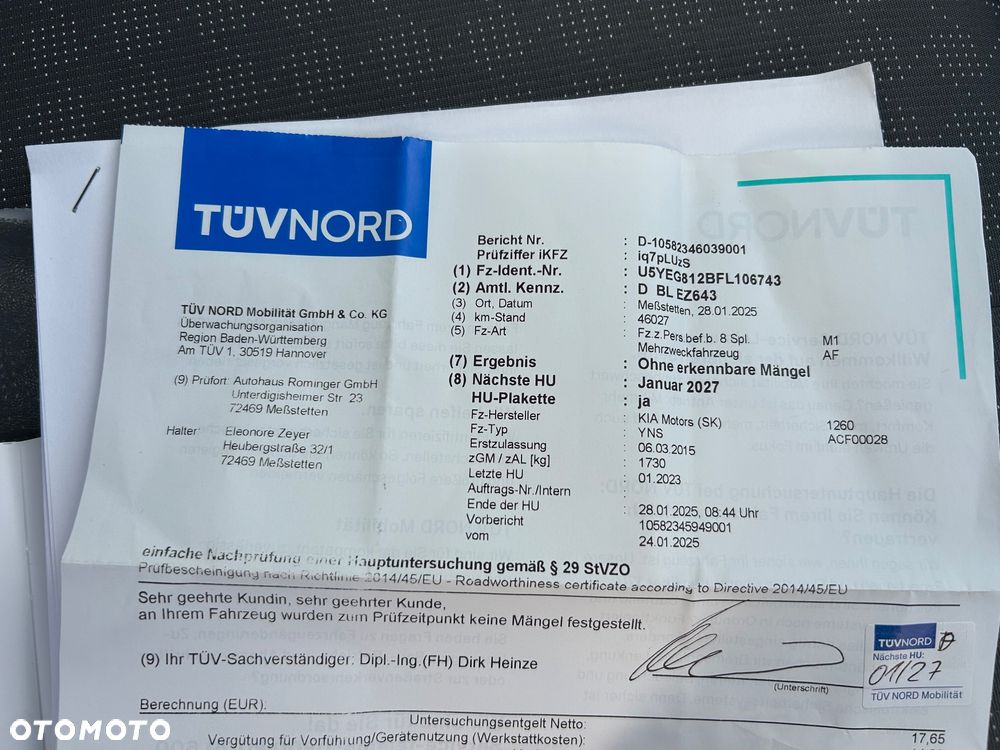 TÜVNORD
Bericht Nr. : D-10582346039001
Prüfziffer iKFZ : iq7pLUzS
(1) Fz-Ident.-Nr. : U5YEG812BFL106743
(2) Amtl. Kennz. : D BL EZ643
(3) Ort, Datum : Meßstetten, 28.01.2025
(4) km-Stand : 46027
(5) Fz-Art : Fz.z.Pers.bef.b. 8 Spl. M1
Mehrzweckfahrzeug AF
(7) Ergebnis : Ohne erkennbare Mängel
(8) Nächste HU : Januar 2027
HU-Plakette : ja
Fz-Hersteller : KIA Motors (SK) 1260
Fz-Typ : YNS ACF00028
Erstzulassung : 06.03.2015
zGM / zAL [kg] : 1730
Letzte HU : 01.2023
Auftrags-Nr./Intern :
Ende der HU : 28.01.2025, 08:44 Uhr
Vorbericht : 10582345949001
vom : 24.01.2025
TÜV NORD Mobilität GmbH & Co. KG
Überwachungsorganisation
Region Baden-Württemberg
Am TÜV 1, 30519 Hannover
(9) Prüfort: Autohaus Rominger GmbH
Unterdigisheimer Str 23
72469 Meßstetten
Halter: Eleonore Zeyer
Heubergstraße 32/1
72469 Meßstetten
einfache Nachprüfung einer Hauptuntersuchung gemäß § 29 StVZO
Prüfbescheinigung nach Richtlinie 2014/45/EU - Roadworthiness certificate according to Directive 2014/45/EU
Sehr geehrte Kundin, sehr geehrter Kunde,
an Ihrem Fahrzeug wurden zum Prüfzeitpunkt keine Mängel festgestellt.
(9) Ihr TÜV-Sachverständiger: Dipl.-Ing.(FH) Dirk Heinze
(Unterschrift)
TÜVNORD
Nächste HU:
01/27
TÜV NORD Mobilität
Berechnung (EUR):
Untersuchungsentgelt Netto:
Vergütung für Vorführung/Gerätenutzung (Werkstattkosten): 17,65
OTOMOTO